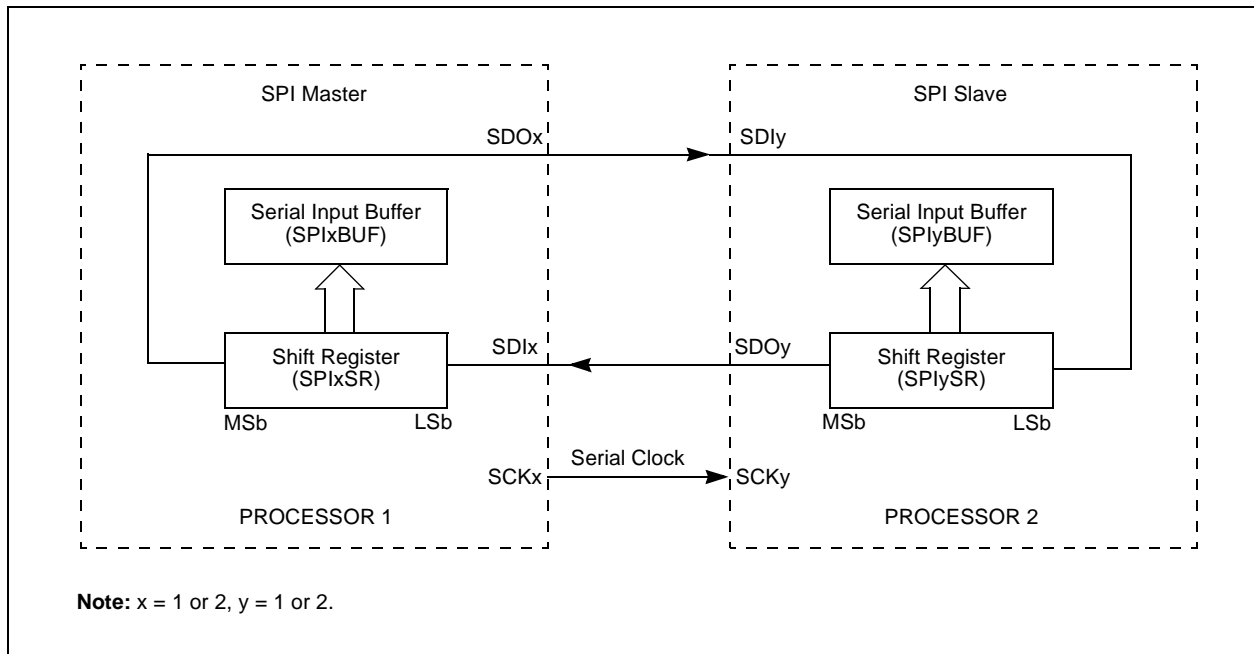 SPI Master
SPI Slave
SDOx
SDIy
Serial Input Buffer
(SPIxBUF)
Serial Input Buffer
(SPIyBUF)
Shift Register
(SPIxSR)
SDIx
SDOy
Shift Register
(SPIySR)
MSb
LSb
MSb
LSb
SCKx
Serial Clock
SCKy
PROCESSOR 1
PROCESSOR 2
Note: x = 1 or 2, y = 1 or 2.